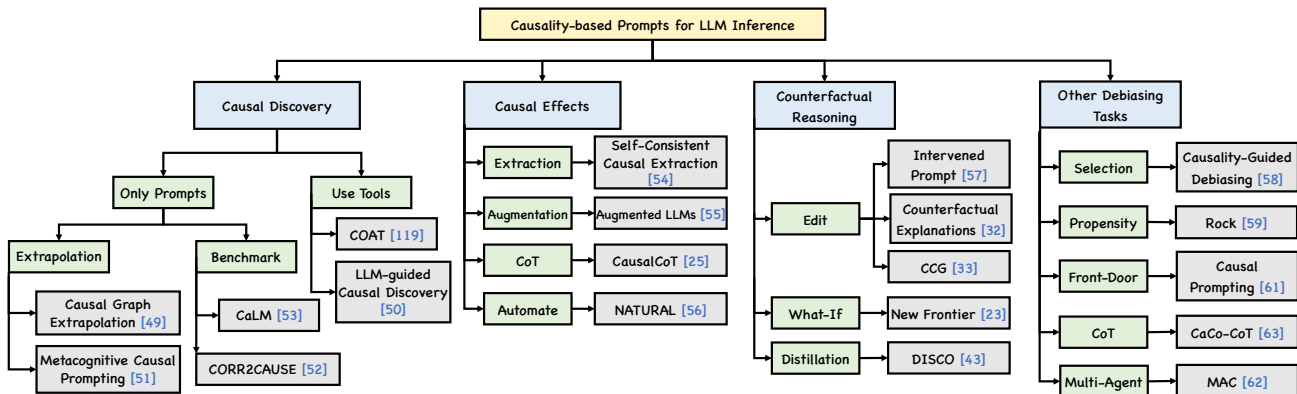 Causality-based Prompts for LLM Inference
Causal Discovery
Causal Effects
Counterfactual
Reasoning
Other Debiasing
Tasks
Only Prompts
Use Tools
Extrapolation
Benchmark
Causal Graph
Extrapolation [49]
Metacognitive Causal
Prompting [51]
CaLM [53]
CORR2CAUSE [52]
COAT [119]
LLM-guided
Causal Discovery
[50]
Extraction
Self-Consistent
Causal Extraction
[54]
Augmentation
Augmented LLMs [55]
CoT
CausalCoT [25]
Automate
NATURAL [56]
Edit
Intervened
Prompt [57]
Counterfactual
Explanations [32]
CCG [33]
What-If
New Frontier [23]
Distillation
DISCO [43]
Selection
Causality-Guided
Debiasing [58]
Propensity
Rock [59]
Front-Door
Causal
Prompting [61]
CoT
CaCo-CoT [63]
Multi-Agent
MAC [62]